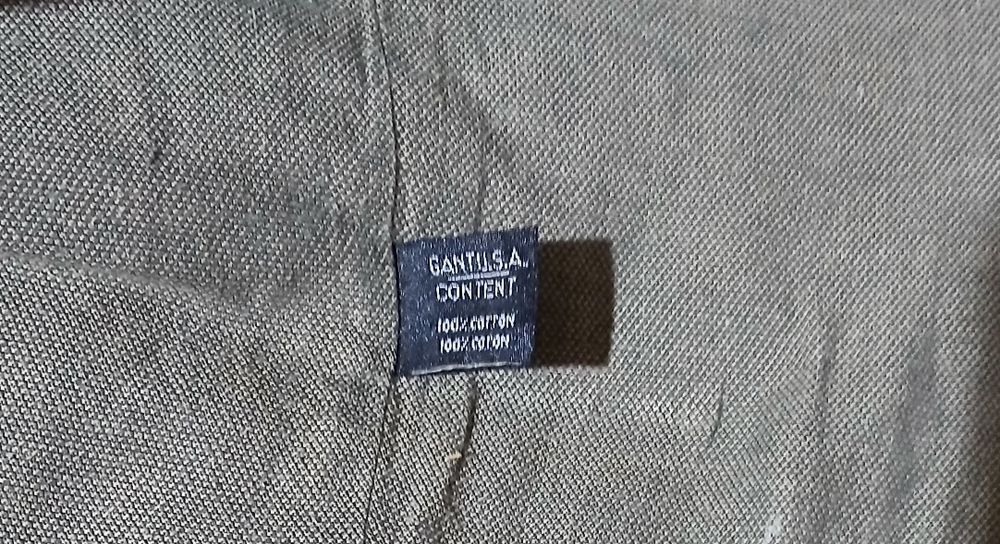 GANT U.S.A.
CONTENT
100% COTTON
100% COTON